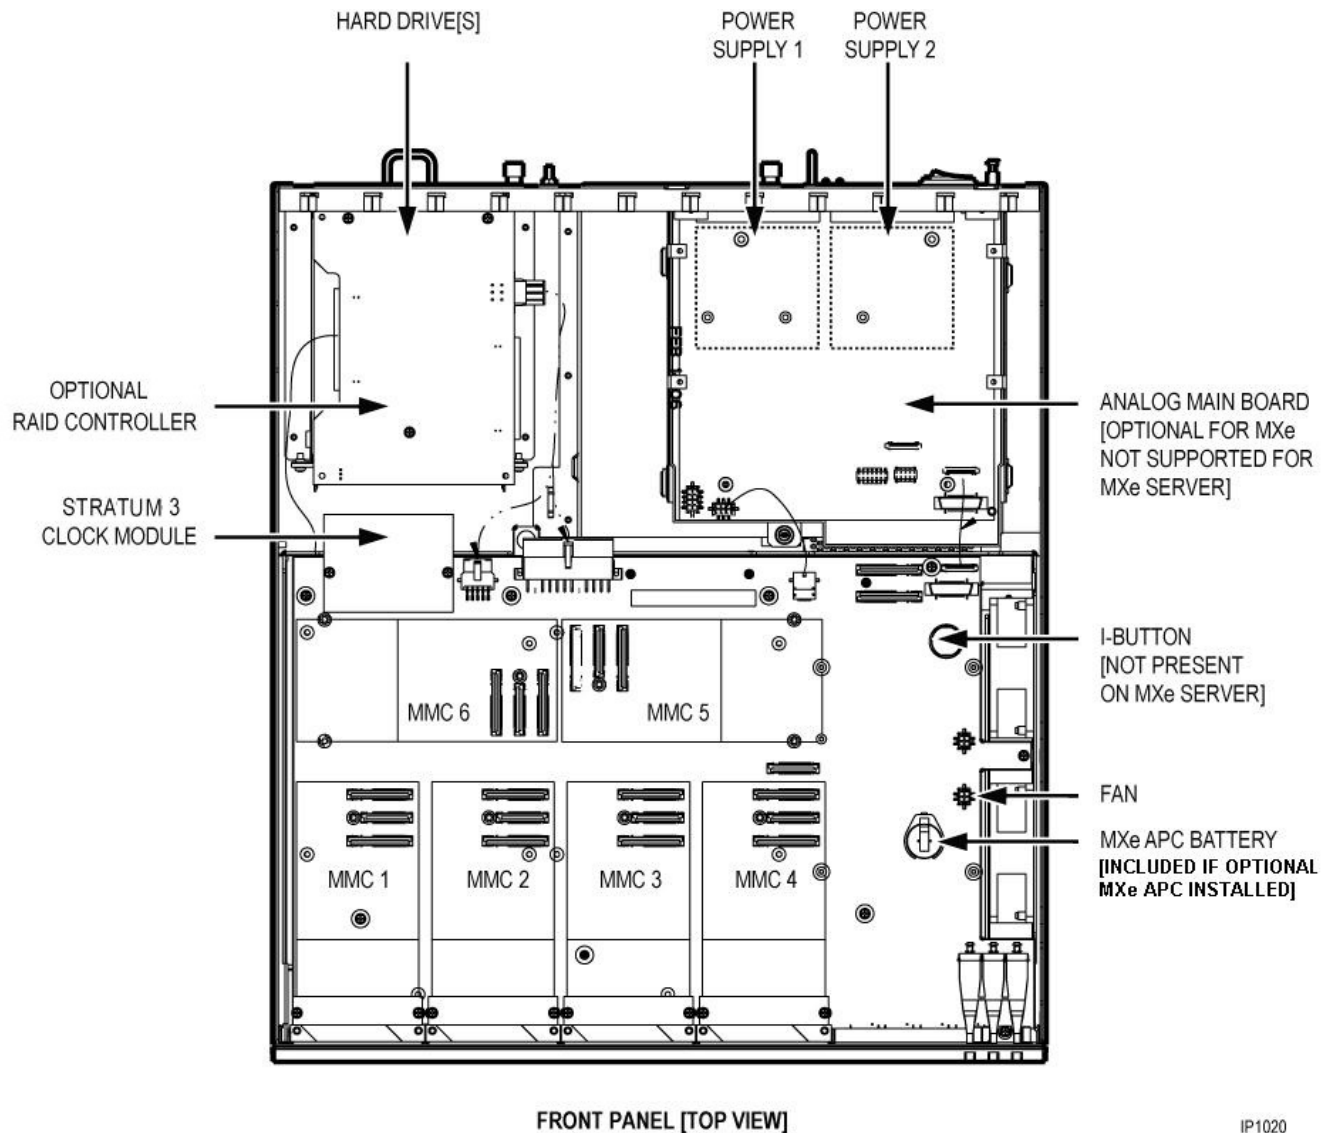 HARD DRIVE[S]
POWER
SUPPLY 1
POWER
SUPPLY 2
OPTIONAL
RAID CONTROLLER
ANALOG MAIN BOARD
[OPTIONAL FOR MXe
NOT SUPPORTED FOR
MXe SERVER]
STRATUM 3
CLOCK MODULE
I-BUTTON
[NOT PRESENT
ON MXe SERVER]
MMC 6
MMC 5
FAN
MXe APC BATTERY
[INCLUDED IF OPTIONAL
MXe APC INSTALLED]
MMC 1
MMC 2
MMC 3
MMC 4
FRONT PANEL [TOP VIEW]
IP1020